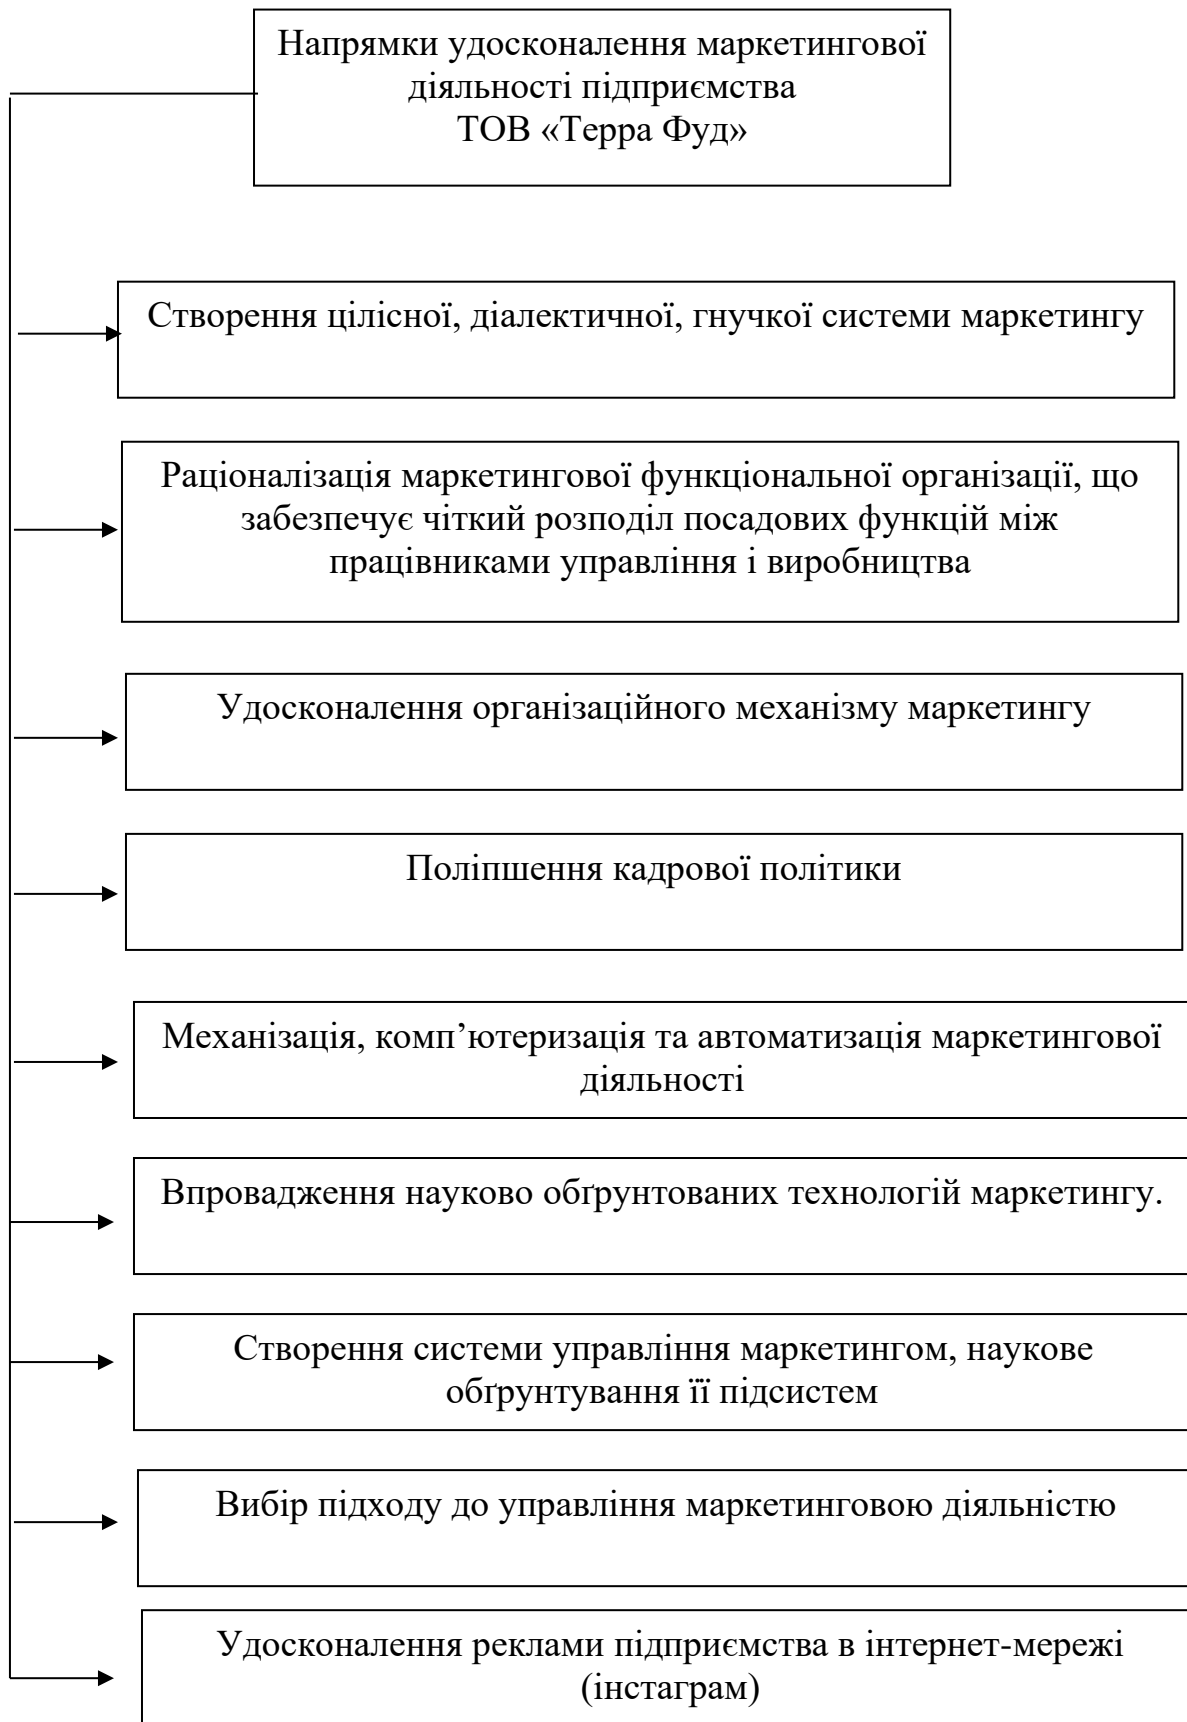 Напрямки удосконалення маркетингової
діяльності підприємства
ТОВ «Терра Фуд»
Створення цілісної, діалектичної, гнучкої системи маркетингу
Раціоналізація маркетингової функціональної організації, що
забезпечує чіткий розподіл посадових функцій між
працівниками управління і виробництва
Удосконалення організаційного механізму маркетингу
Поліпшення кадрової політики
Механізація, комп’ютеризація та автоматизація маркетингової
діяльності
Впровадження науково обґрунтованих технологій маркетингу.
Створення системи управління маркетингом, наукове
обґрунтування її підсистем
Вибір підходу до управління маркетинговою діяльністю
Удосконалення реклами підприємства в інтернет-мережі
(інстаграм)